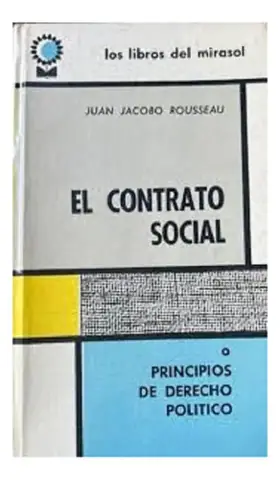 los libros del mirasol
JUAN JACOBO ROUSSEAU
EL CONTRATO
SOCIAL
o
PRINCIPIOS
DE DERECHO
POLITICO